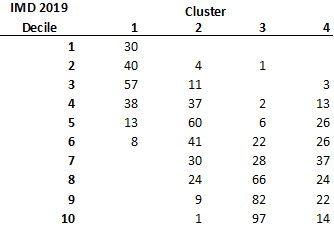 IMD 2019 Cluster
Decile 1 2 3 4
1 30
2 40 4 1
3 57 11 3
4 38 37 2 13
5 13 60 6 26
6 8 41 22 26
7 30 28 37
8 24 66 24
9 9 82 22
10 1 97 14